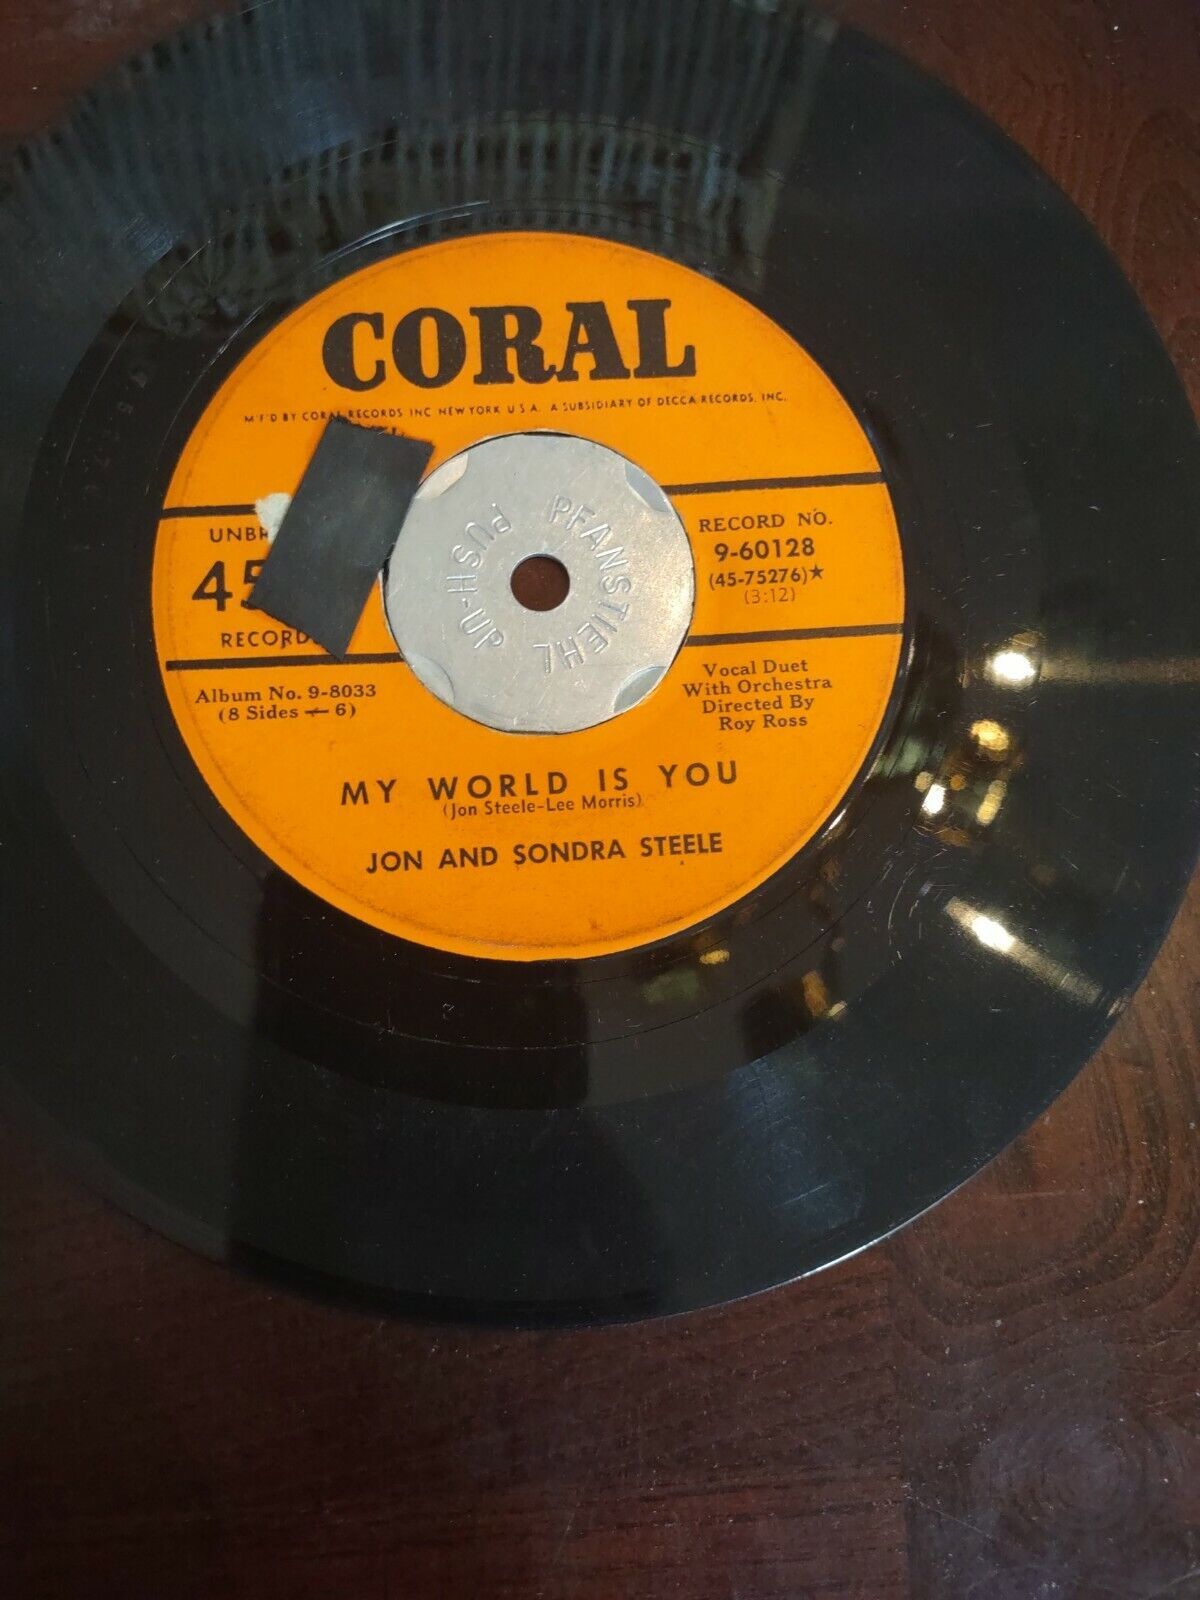 CORAL
M'F'D BY CORAL RECORDS INC NEW YORK U S A. A SUBSIDIARY OF DECCA RECORDS, INC.
UNBR
45
RECORD
Album No. 9-8033
(8 Sides – 6)
PFANSTIEHL
PUSH-UP
RECORD NO.
9-60128
(45-75276)★
(3:12)
Vocal Duet
With Orchestra
Directed By
Roy Ross
MY WORLD IS YOU
(Jon Steele-Lee Morris)
JON AND SONDRA STEELE